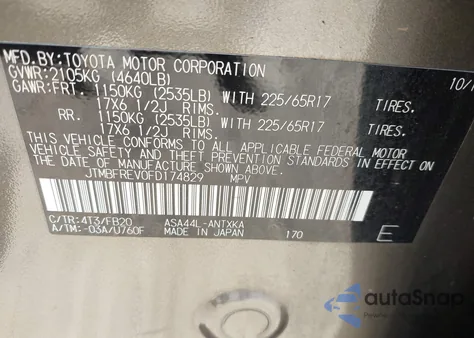 MFD.BY:TOYOTA MOTOR CORPORATION 10/1
GVWR:2105KG (4640LB)
GAWR:FRT. 1150KG (2535LB) WITH 225/65R17 TIRES.
17X6 1/2J RIMS.
RR. 1150KG (2535LB) WITH 225/65R17 TIRES.
17X6 1/2J RIMS.
THIS VEHICLE CONFORMS TO ALL APPLICABLE FEDERAL MOTOR
VEHICLE SAFETY AND THEFT PREVENTION STANDARDS IN EFFECT
ON THE DATE OF MANUFACTURE SHOWN ABOVE.
JTMBFREV0FD174829 MPV
C/TR:4T3/FB20 ASA44L-ANTXKA
A/TM:-03A/U760F MADE IN JAPAN 170 E
autoSnap